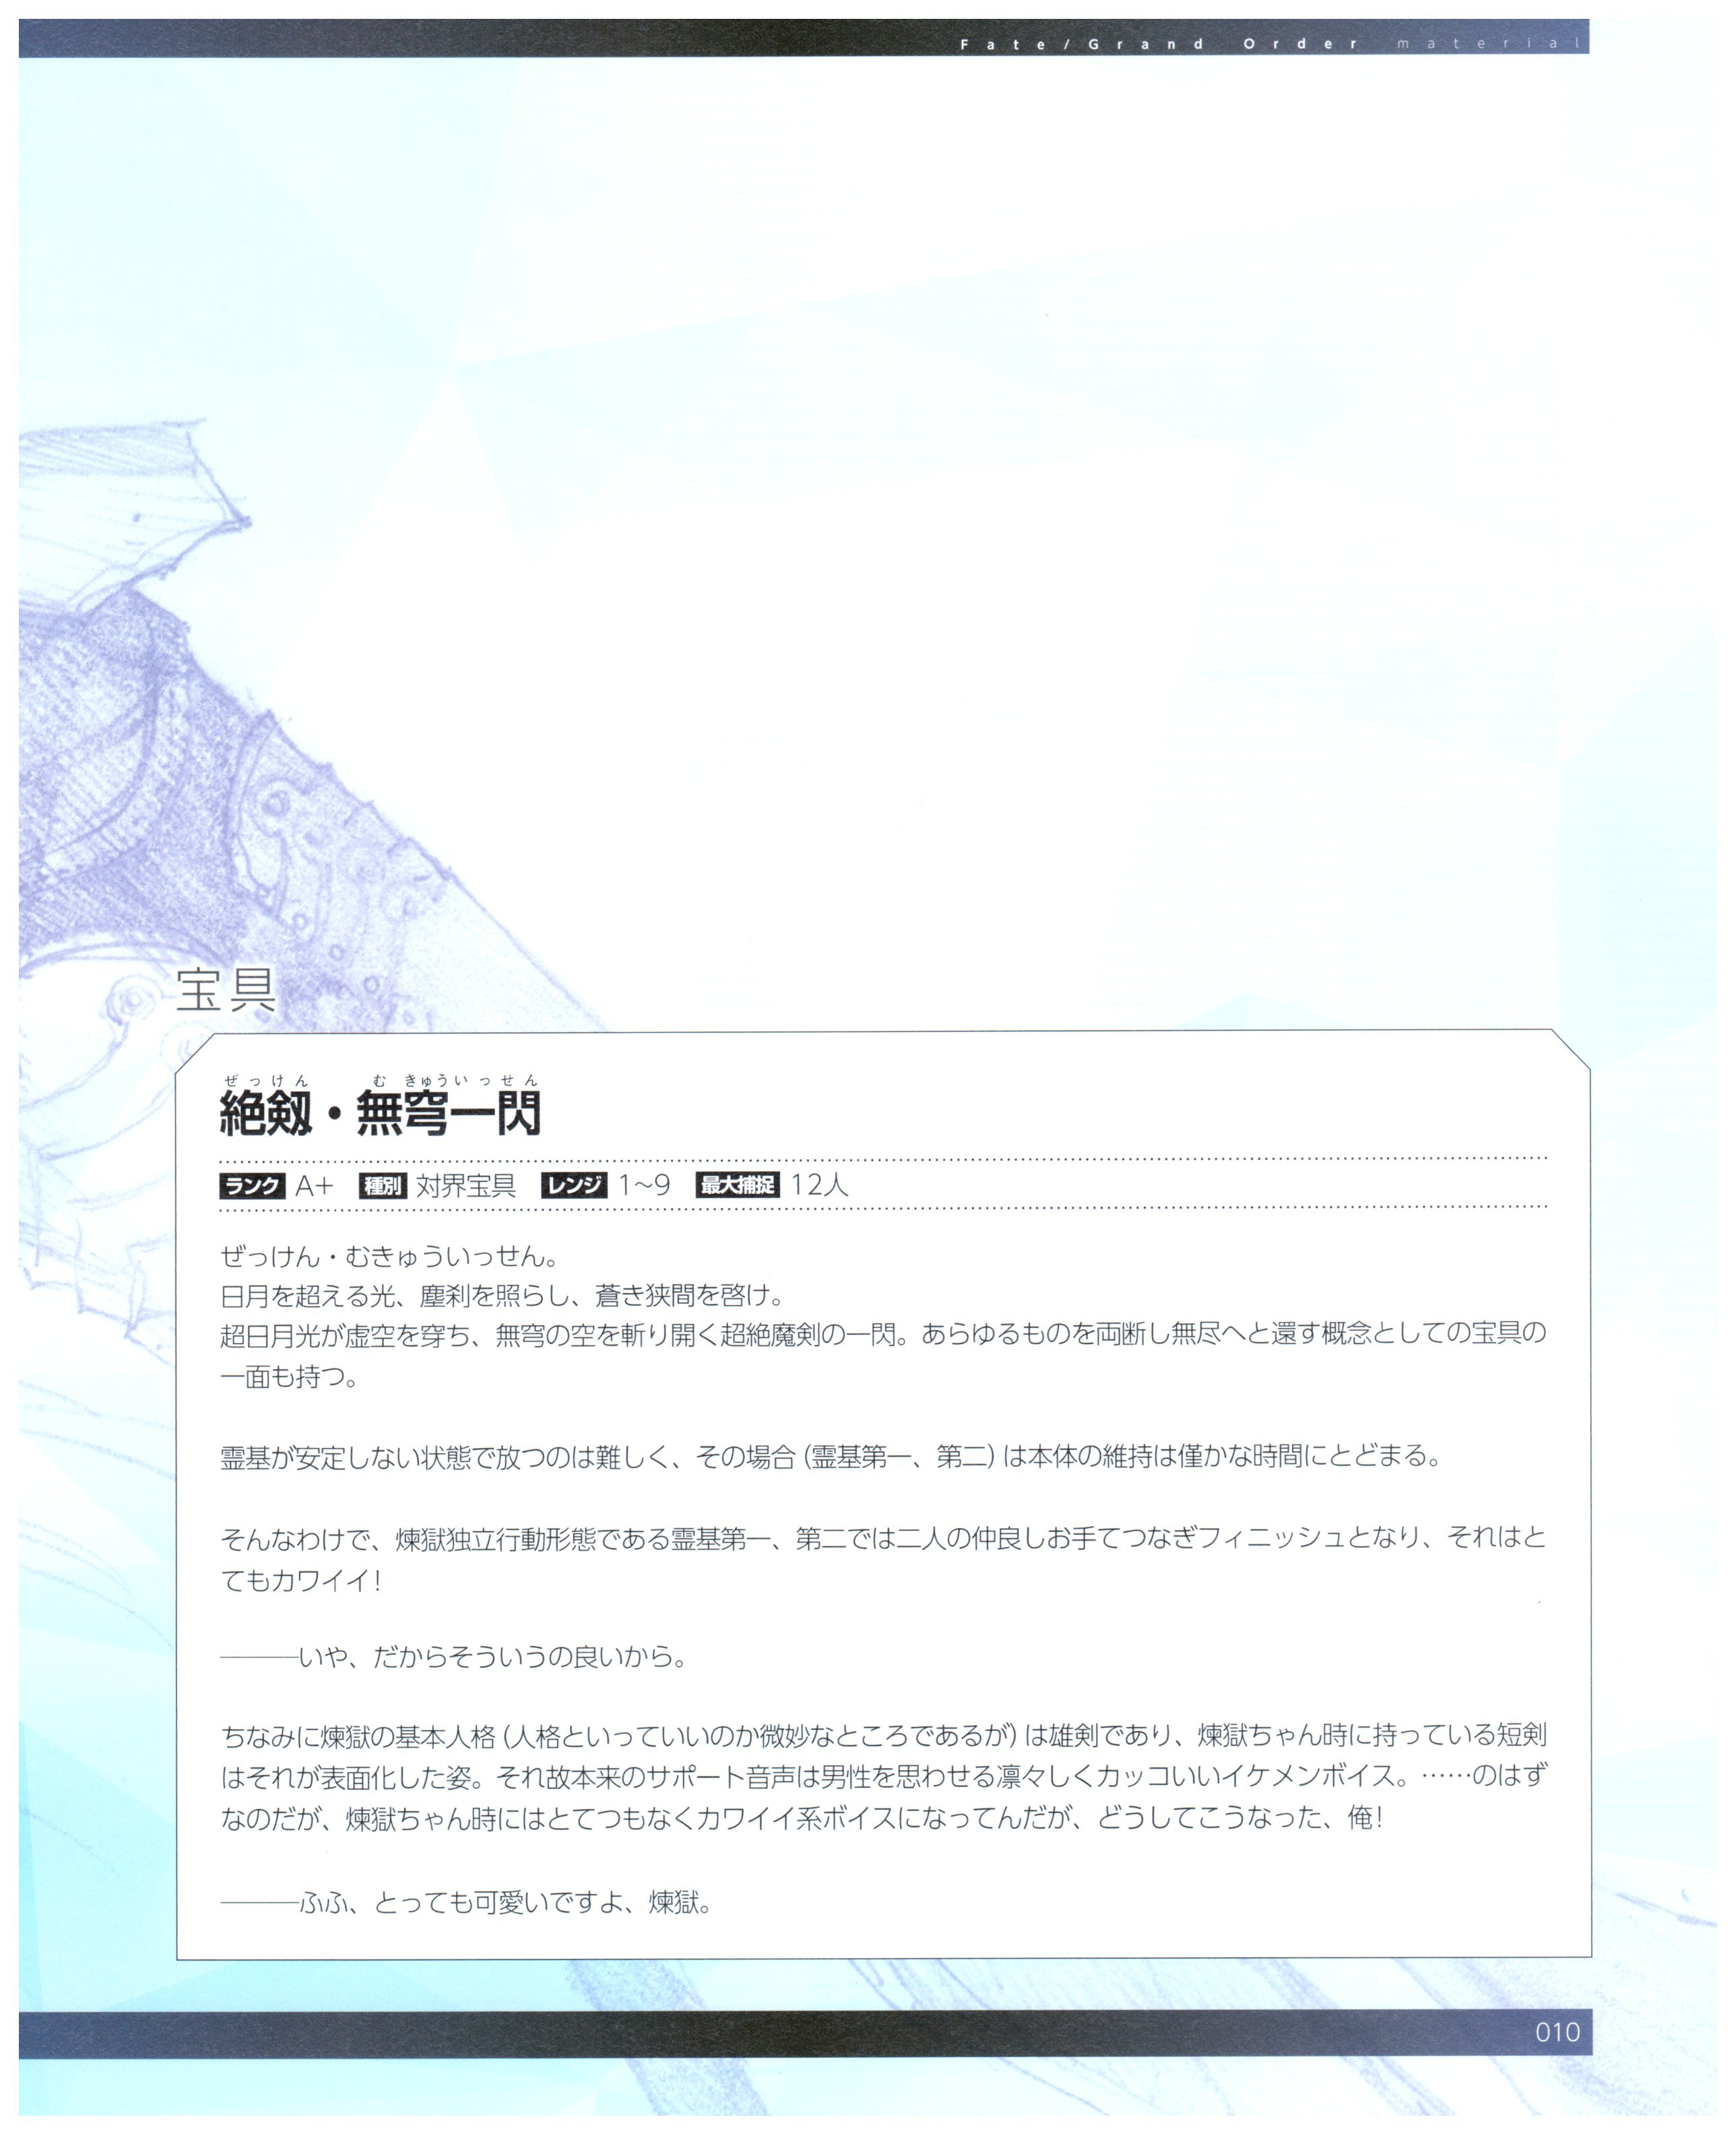 Fate/Grand Order material
宝具
ぜっけん むきゅういっせん
絶剱・無穹一閃
ランク A+ 種別 対界宝具 レンジ 1~9 最大捕捉 12人
ぜっけん・むきゅういっせん。
日月を超える光、塵刹を照らし、蒼き狭間を啓け。
超日月光が虚空を穿ち、無穹の空を斬り開く超絶魔剣の一閃。あらゆるものを両断し無尽へと還す概念としての宝具の
一面も持つ。
霊基が安定しない状態で放つのは難しく、その場合(霊基第一、第二)は本体の維持は僅かな時間にとどまる。
そんなわけで、煉獄独立行動形態である霊基第一、第二では二人の仲良しお手てつなぎフィニッシュとなり、それはと
てもカワイイ!
―――いや、だからそういうの良いから。
ちなみに煉獄の基本人格(人格といっていいのか微妙なところであるが)は雄剣であり、煉獄ちゃん時に持っている短剣
はそれが表面化した姿。それ故本来のサポート音声は男性を思わせる凛々しくカッコいいイケメンボイス。……のはず
なのだが、煉獄ちゃん時にはとてつもなくカワイイ系ボイスになってんだが、どうしてこうなった、俺!
―――ふふ、とっても可愛いですよ、煉獄。
010